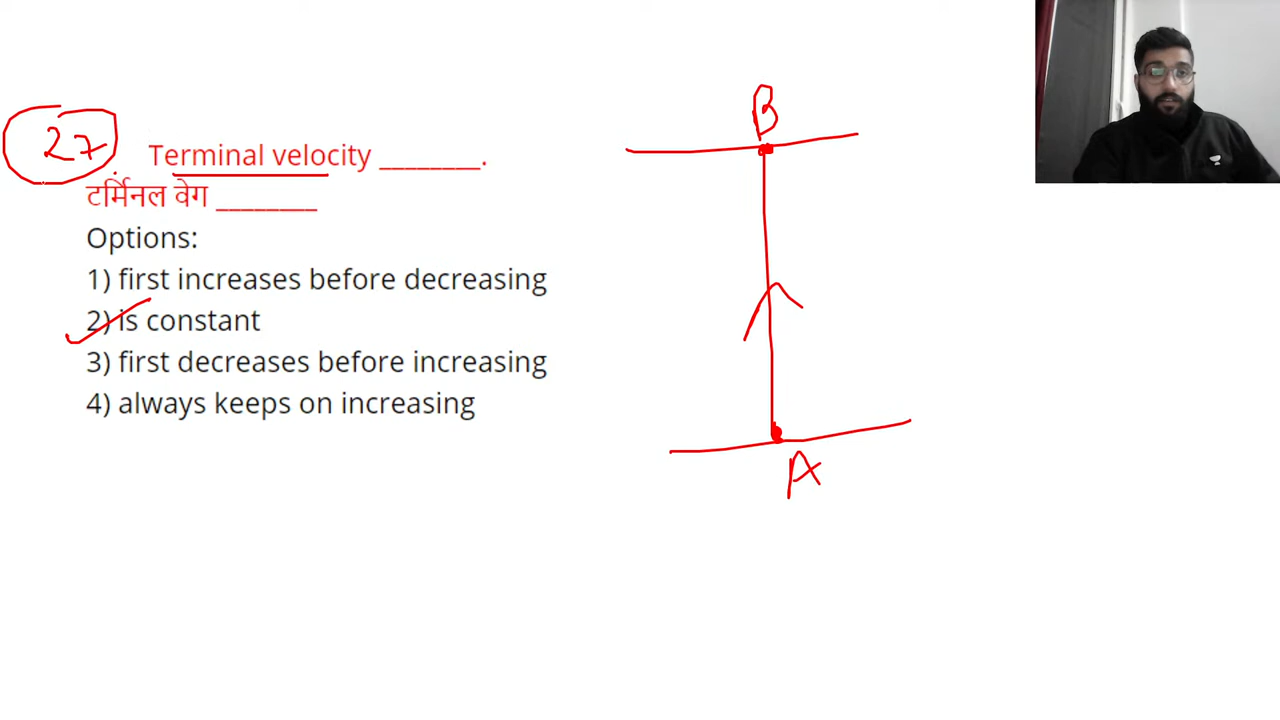 27
Terminal velocity ________.
टर्मिनल वेग ________
Options:
1) first increases before decreasing
2) is constant
3) first decreases before increasing
4) always keeps on increasing
B
A